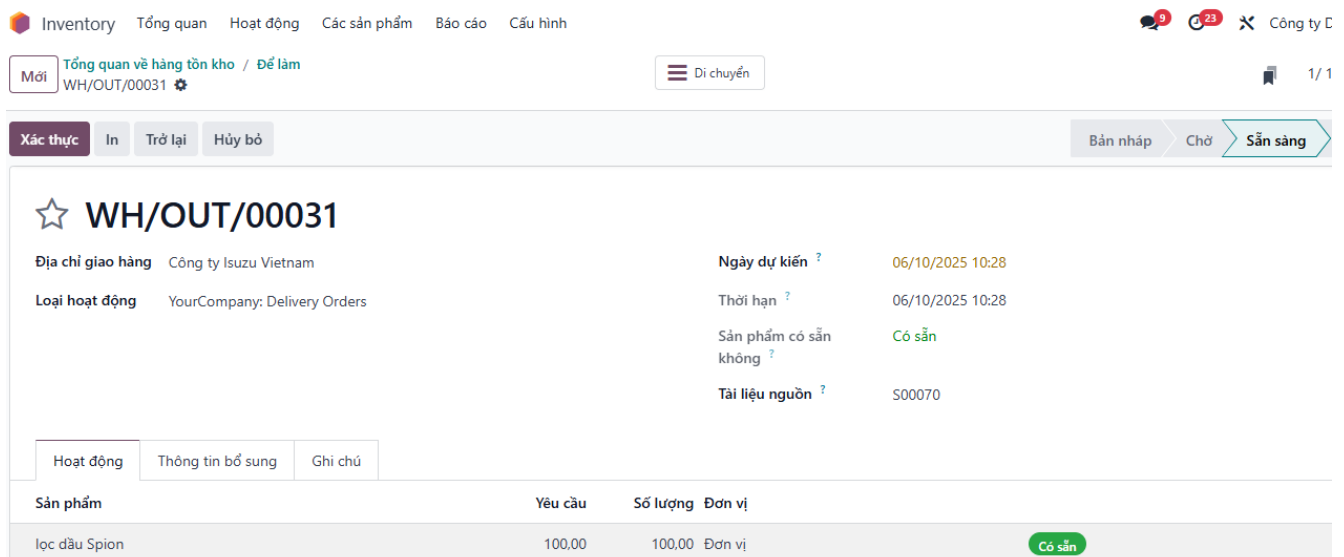 Inventory Tổng quan Hoạt động Các sản phẩm Báo cáo Cấu hình 9 23 Công ty D
Mới Tổng quan về hàng tồn kho / Để làm
WH/OUT/00031
Di chuyển
1/ 1
Xác thực In Trở lại Hủy bỏ Bản nháp Chờ Sẵn sàng
WH/OUT/00031
Địa chỉ giao hàng Công ty Isuzu Vietnam
Loại hoạt động YourCompany: Delivery Orders
Ngày dự kiến ? 06/10/2025 10:28
Thời hạn ? 06/10/2025 10:28
Sản phẩm có sẵn không ? Có sẵn
Tài liệu nguồn ? S00070
Hoạt động Thông tin bổ sung Ghi chú
Sản phẩm Yêu cầu Số lượng Đơn vị
lọc dầu Spion 100,00 100,00 Đơn vị Có sẵn